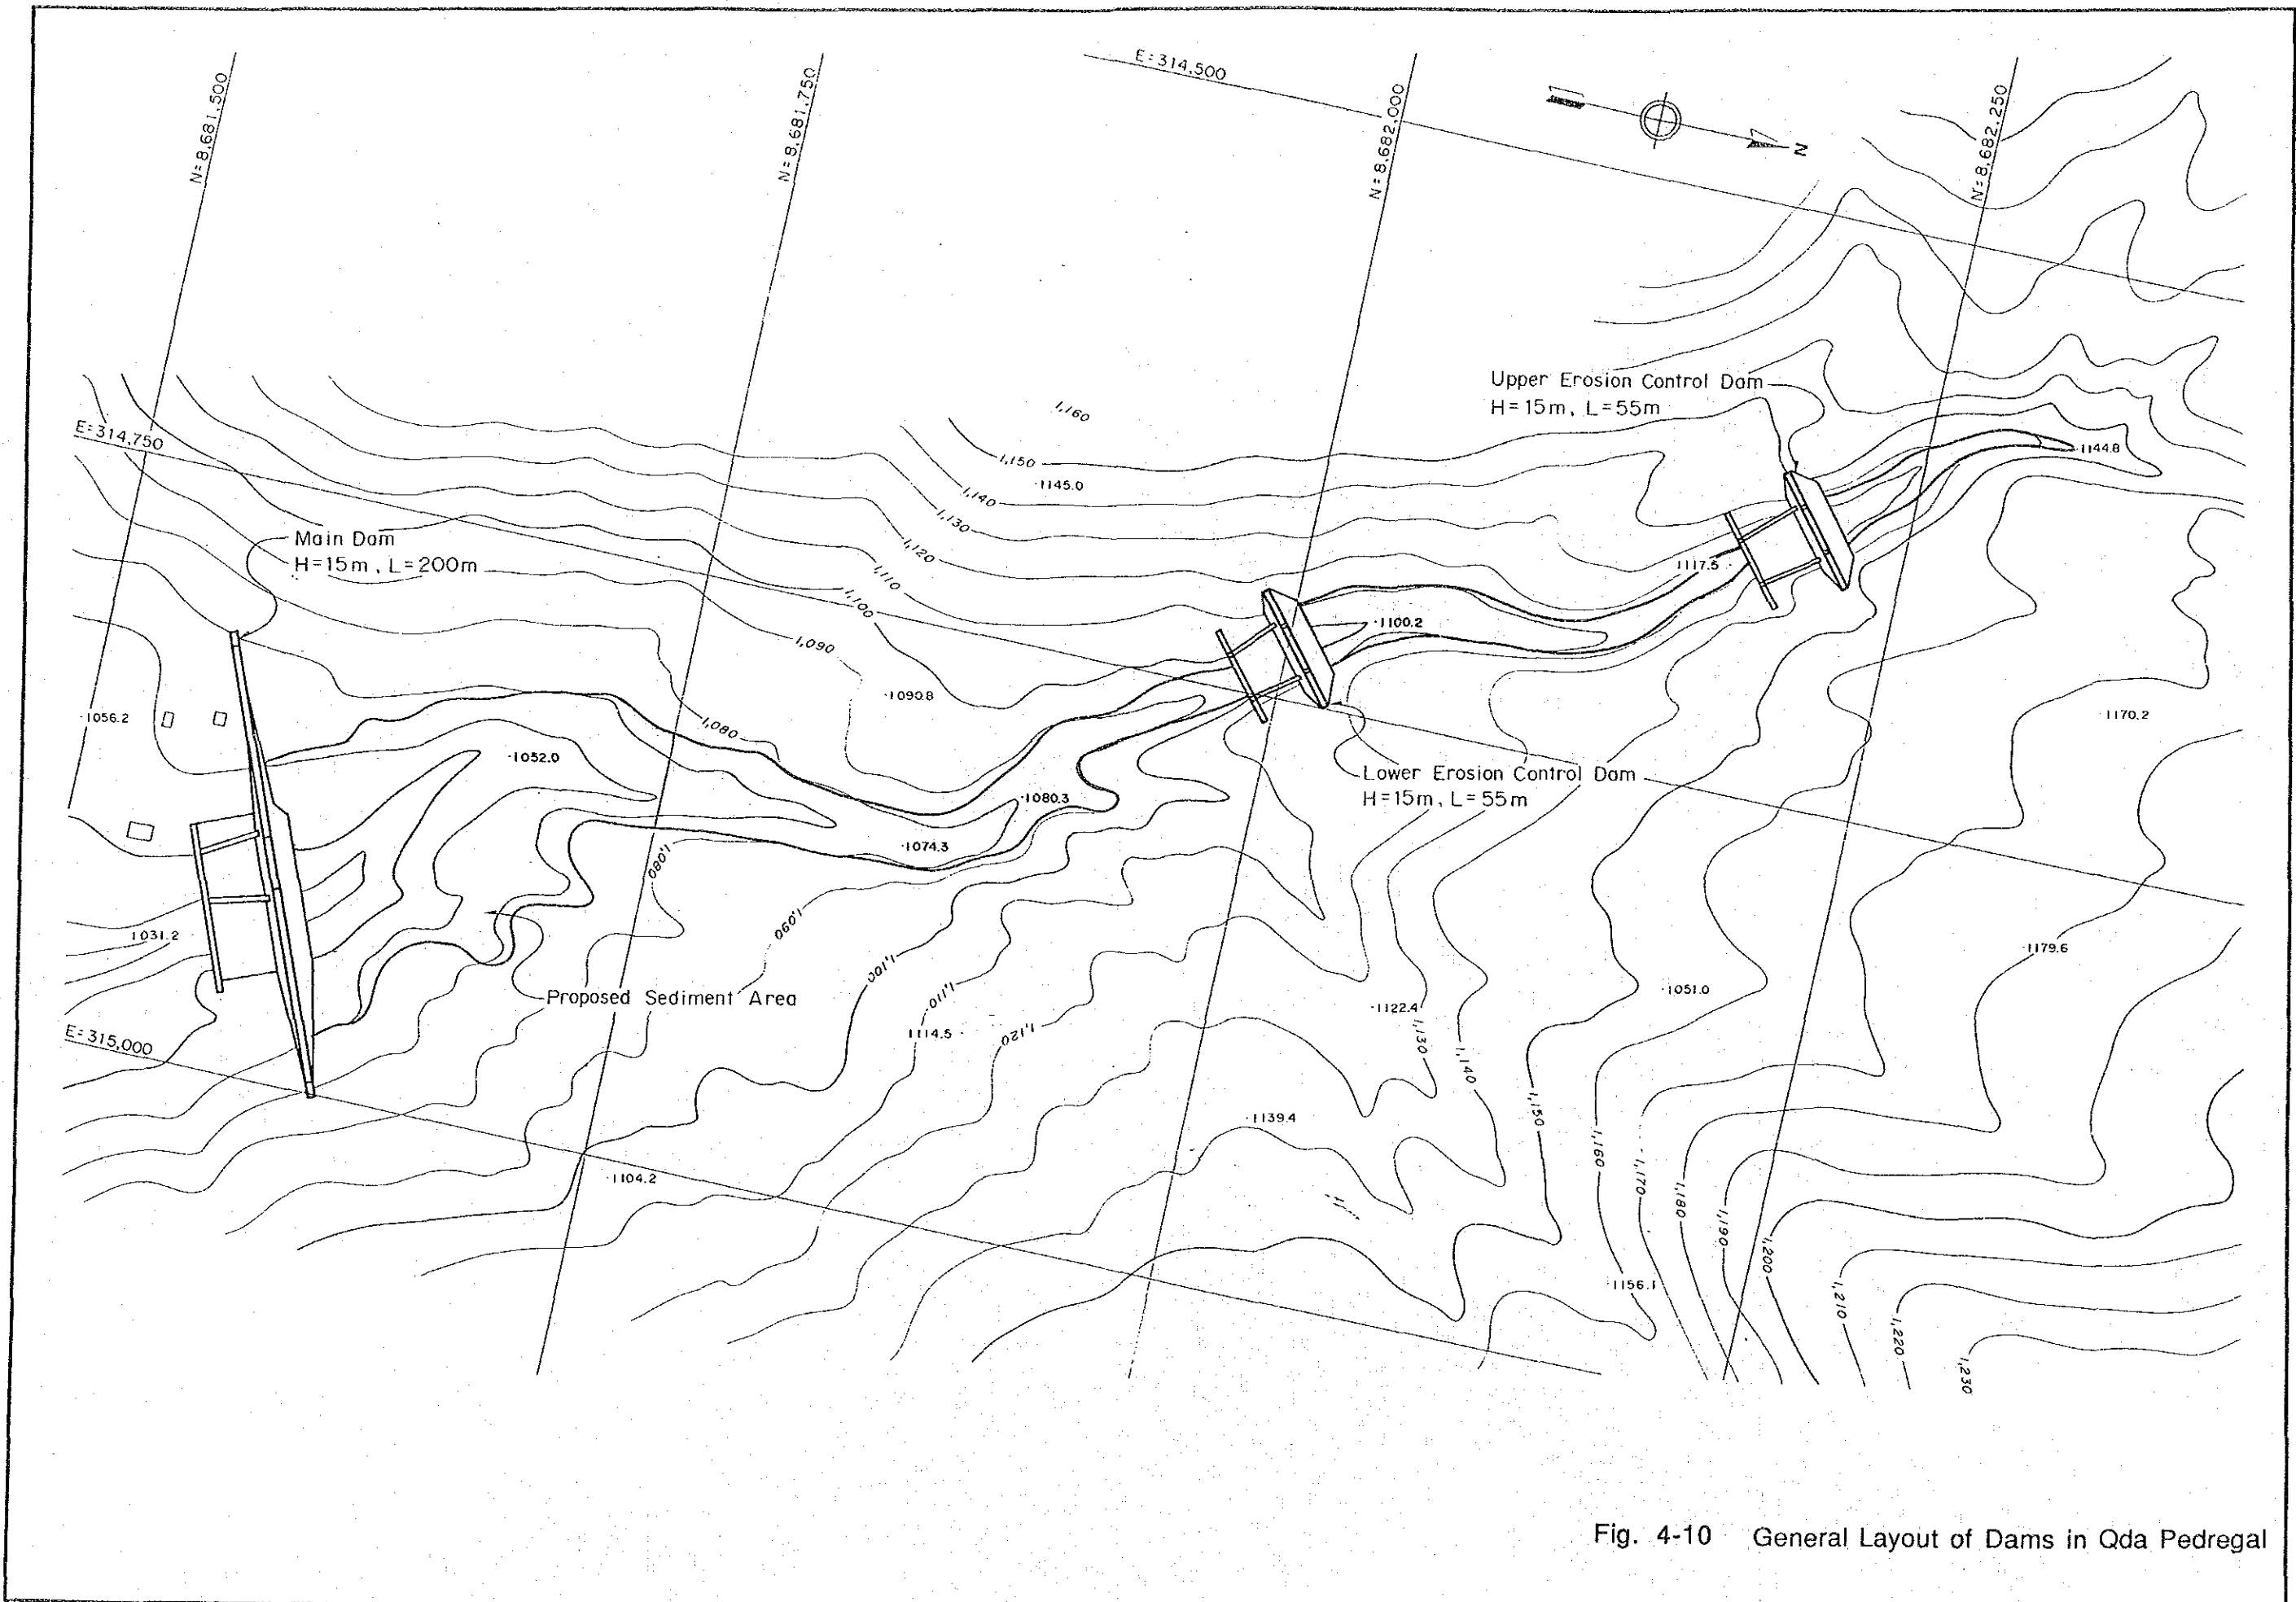 E=314,500
N=8,681,500
N=8,681,750
N=8,682,000
N=8,682,250
N
Upper Erosion Control Dam
H=15m, L=55m
1,160
E=314,750
1,150
1145.0
1,140
1,130
1,120
1,110
1,100
1,090
1,080
1144.8
1117.5
1100.2
Main Dam
H=15m, L=200m
1090.8
1056.2
1052.0
1170.2
Lower Erosion Control Dam
H=15m, L=55m
1080.3
1074.3
1,080
1,090
1031.2
1179.6
Proposed Sediment Area
1,100
1,110
1114.5
1,120
1122.4
1051.0
1,130
1,140
E=315,000
1,150
1139.4
1,160
1,170
1,180
1,190
1,200
1104.2
1156.1
1,210
1,220
1,230
Fig. 4-10 General Layout of Dams in Qda Pedregal